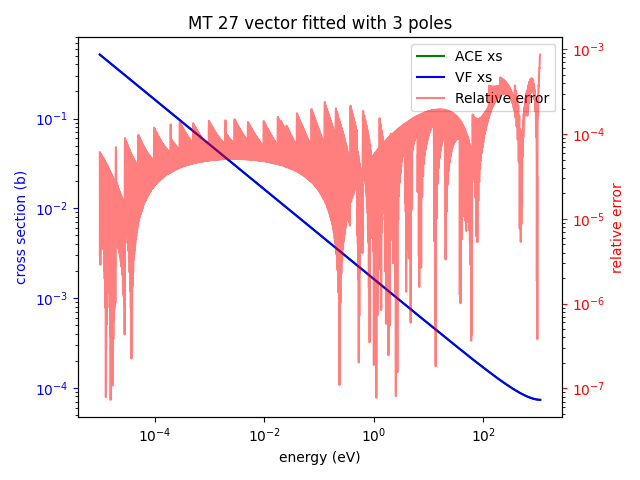 MT 27 vector fitted with 3 poles
ACE xs
VF xs
Relative error
cross section (b)
10⁻¹
10⁻²
10⁻³
10⁻⁴
relative error
10⁻³
10⁻⁴
10⁻⁵
10⁻⁶
10⁻⁷
10⁻⁴ 10⁻² 10⁰ 10²
energy (eV)